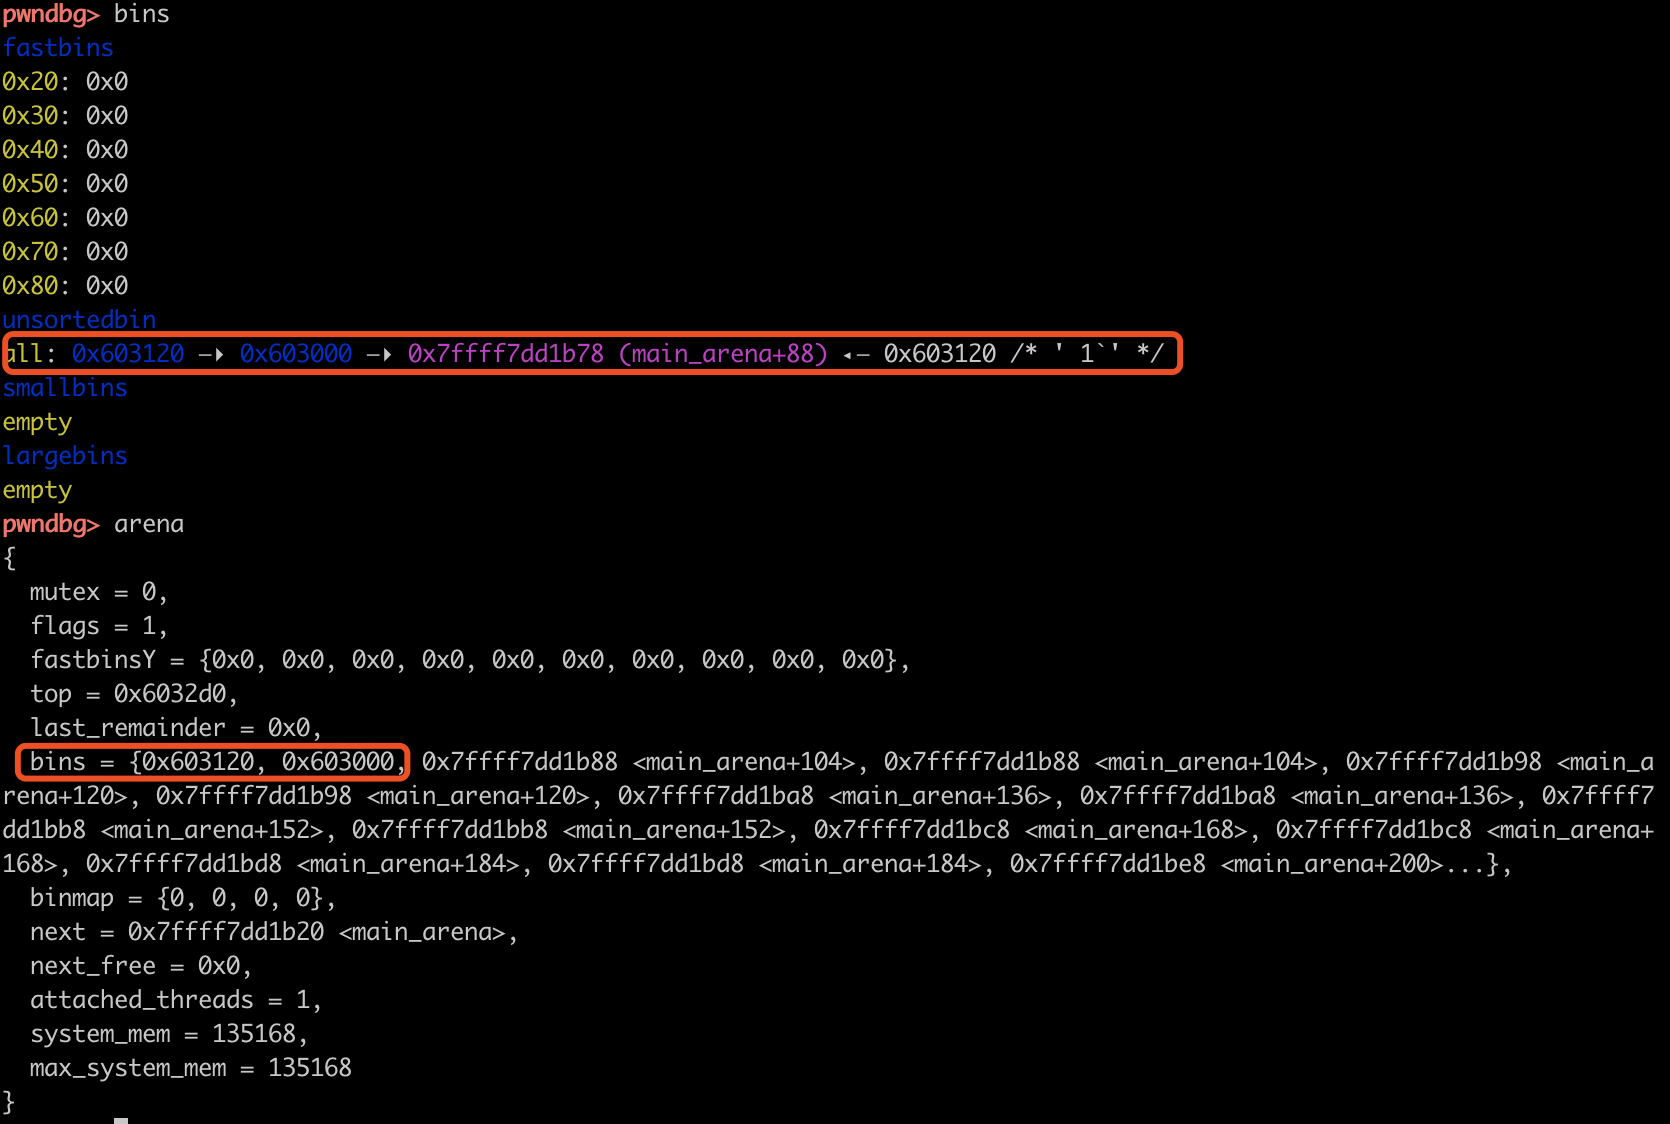 pwndbg> bins
fastbins
0x20: 0x0
0x30: 0x0
0x40: 0x0
0x50: 0x0
0x60: 0x0
0x70: 0x0
0x80: 0x0
unsortedbin
all: 0x603120 —▸ 0x603000 —▸ 0x7ffff7dd1b78 (main_arena+88) ◂— 0x603120 /* ' 1`' */
smallbins
empty
largebins
empty
pwndbg> arena
{
  mutex = 0,
  flags = 1,
  fastbinsY = {0x0, 0x0, 0x0, 0x0, 0x0, 0x0, 0x0, 0x0, 0x0, 0x0},
  top = 0x6032d0,
  last_remainder = 0x0,
  bins = {0x603120, 0x603000, 0x7ffff7dd1b88 <main_arena+104>, 0x7ffff7dd1b88 <main_arena+104>, 0x7ffff7dd1b98 <main_a
rena+120>, 0x7ffff7dd1b98 <main_arena+120>, 0x7ffff7dd1ba8 <main_arena+136>, 0x7ffff7dd1ba8 <main_arena+136>, 0x7ffff7
dd1bb8 <main_arena+152>, 0x7ffff7dd1bb8 <main_arena+152>, 0x7ffff7dd1bc8 <main_arena+168>, 0x7ffff7dd1bc8 <main_arena+
168>, 0x7ffff7dd1bd8 <main_arena+184>, 0x7ffff7dd1bd8 <main_arena+184>, 0x7ffff7dd1be8 <main_arena+200>...},
  binmap = {0, 0, 0, 0},
  next = 0x7ffff7dd1b20 <main_arena>,
  next_free = 0x0,
  attached_threads = 1,
  system_mem = 135168,
  max_system_mem = 135168
}